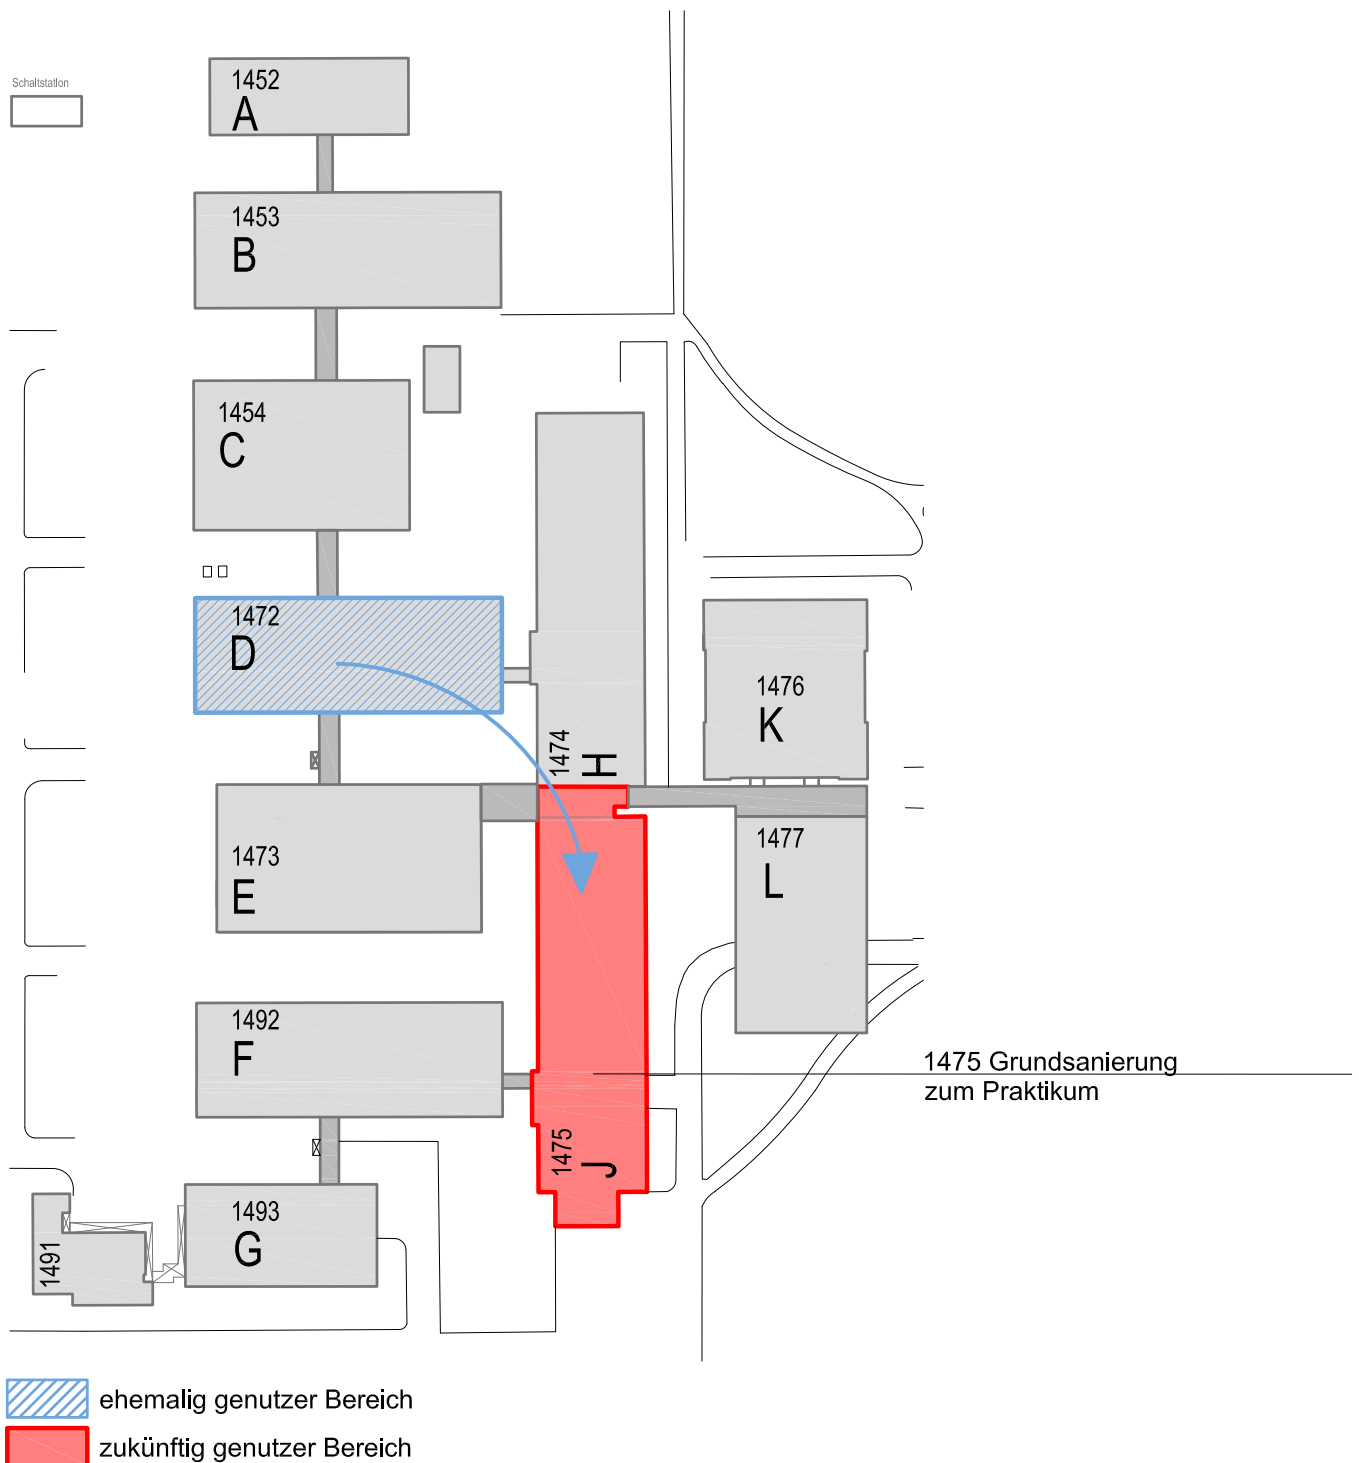 Schaltstation
1452
A
1453
B
1454
C
1472
D
1474
H
1476
K
1473
E
1477
L
1492
F
1475 Grundsanierung
zum Praktikum
1475
J
1493
G
1491
ehemalig genutzer Bereich
zukünftig genutzer Bereich